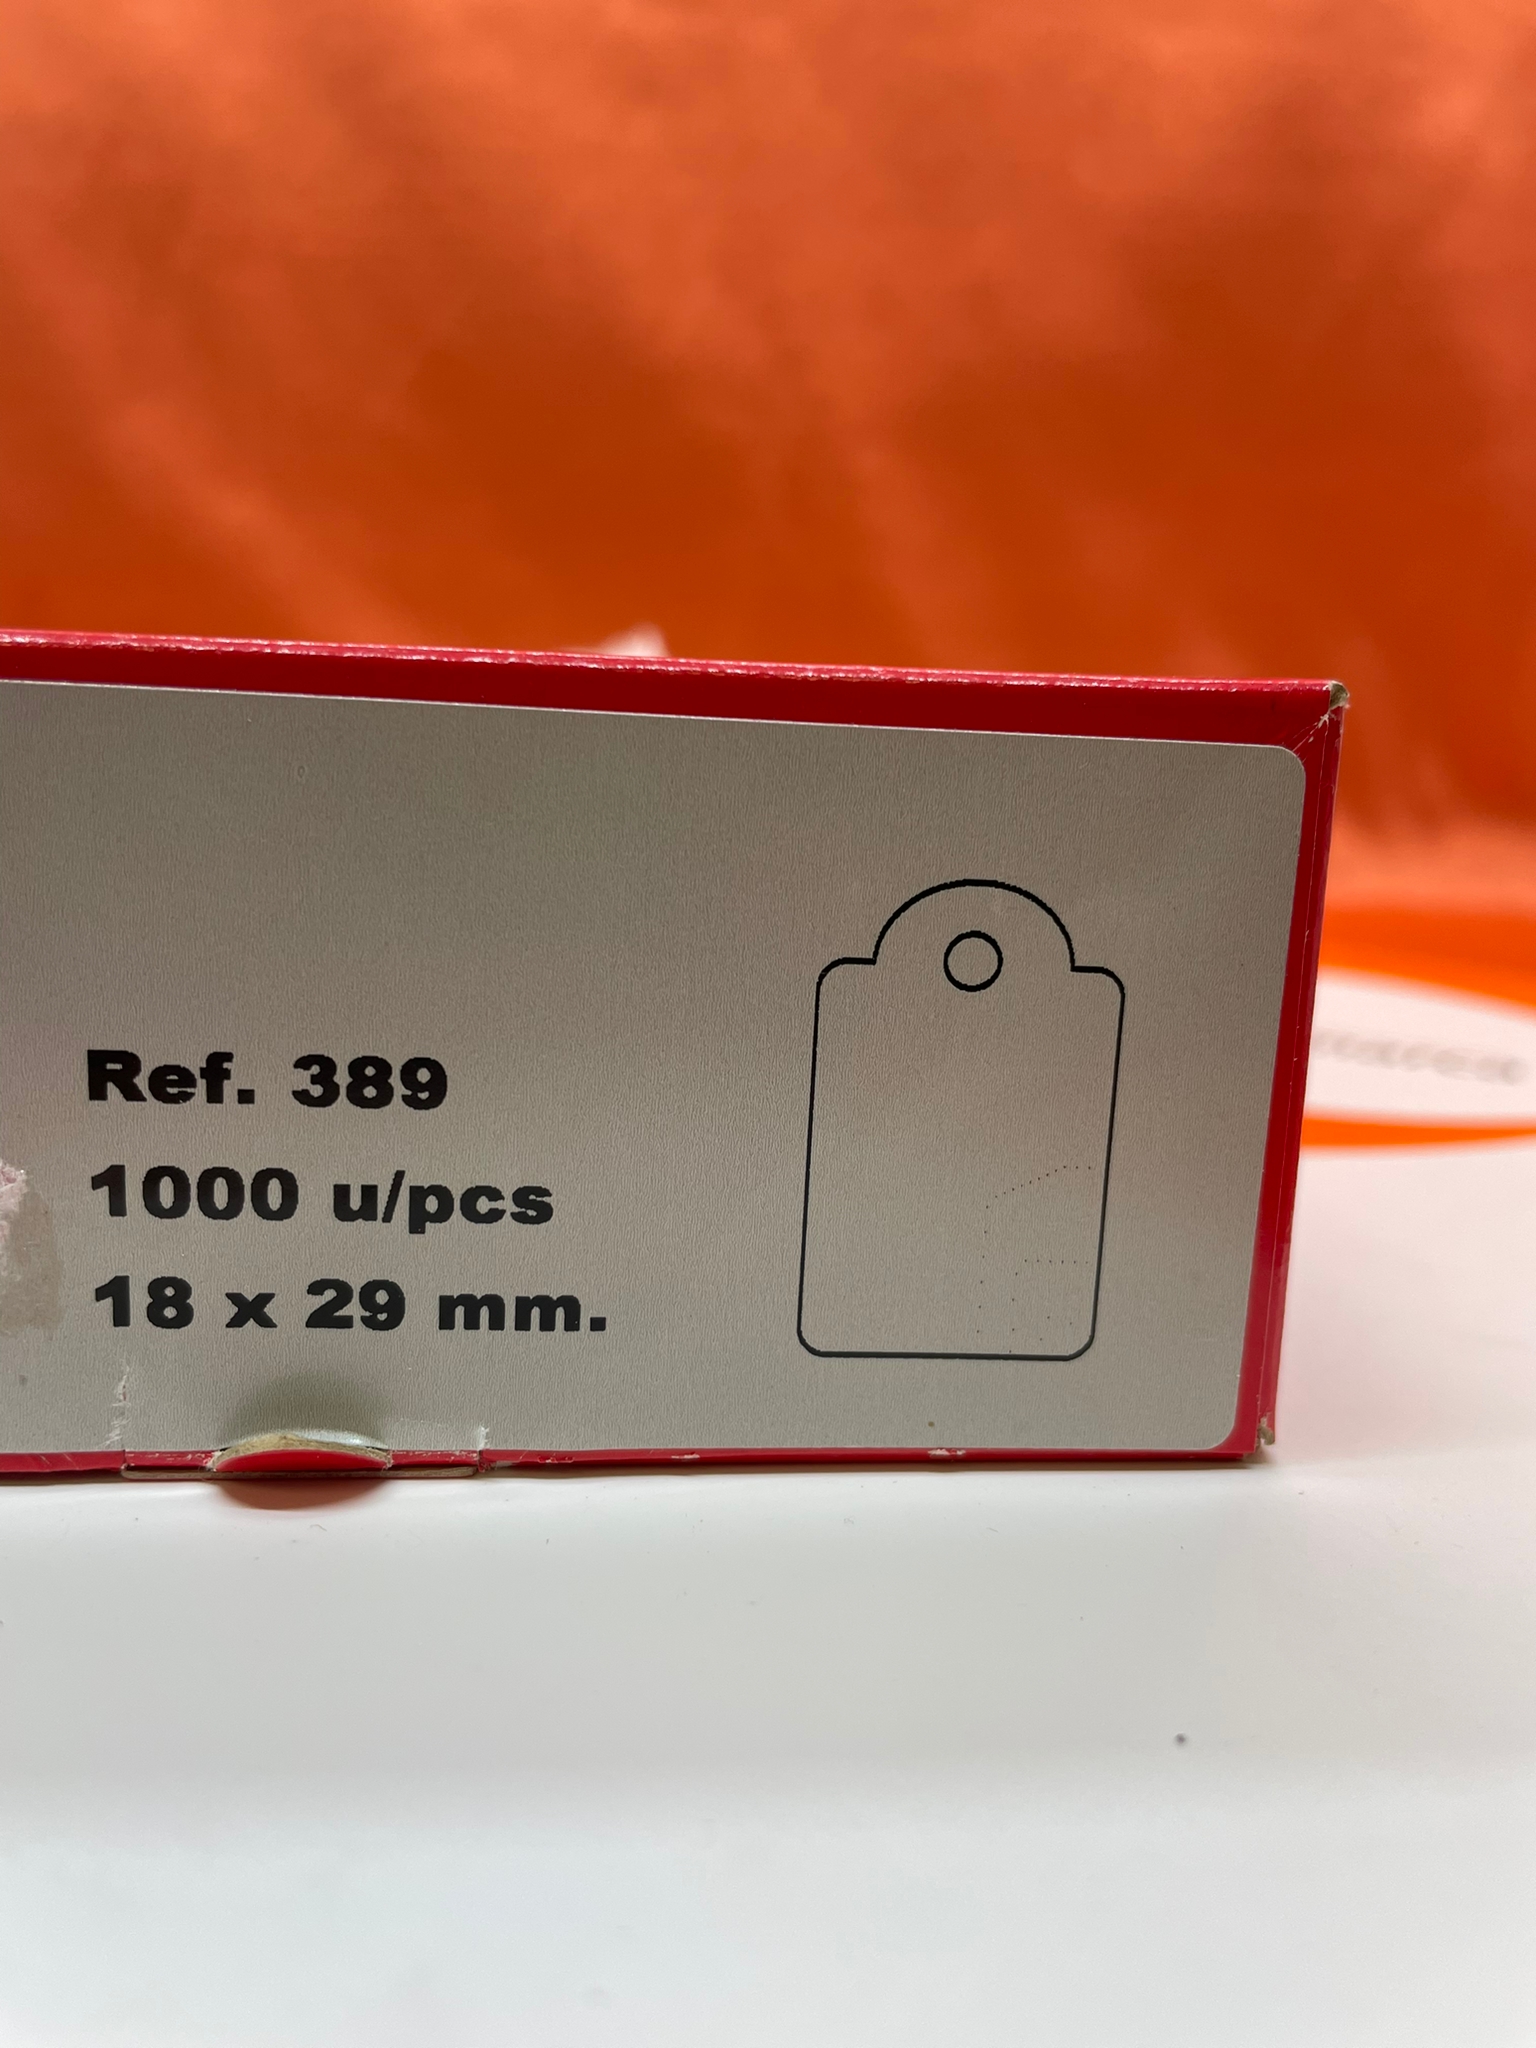 Ref. 389
1000 u/pcs
18 x 29 mm.